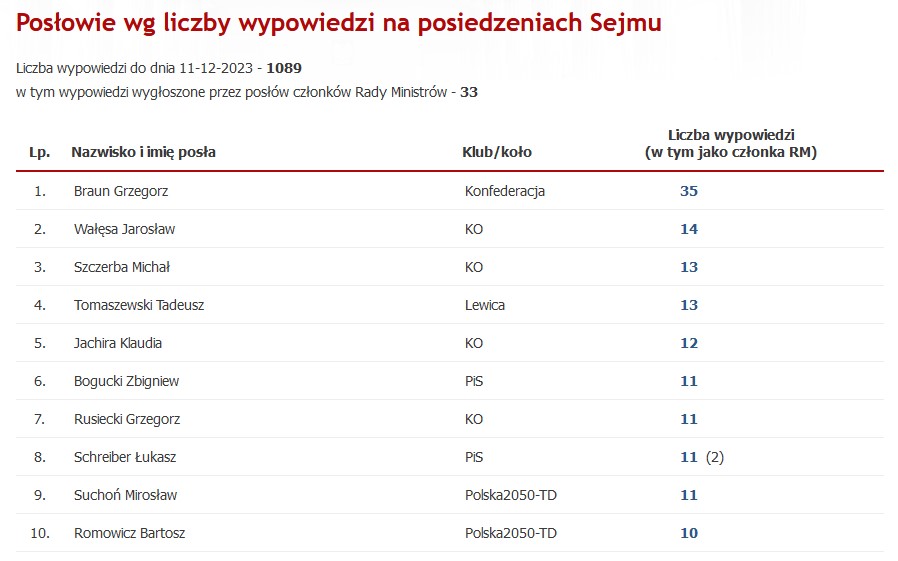 Posłowie wg liczby wypowiedzi na posiedzeniach Sejmu
Liczba wypowiedzi do dnia 11-12-2023 - 1089
w tym wypowiedzi wygłoszone przez posłów członków Rady Ministrów - 33
Lp. Nazwisko i imię posła Klub/koło Liczba wypowiedzi
(w tym jako członka RM)
1. Braun Grzegorz Konfederacja 35
2. Wałęsa Jarosław KO 14
3. Szczerba Michał KO 13
4. Tomaszewski Tadeusz Lewica 13
5. Jachira Klaudia KO 12
6. Bogucki Zbigniew PiS 11
7. Rusiecki Grzegorz KO 11
8. Schreiber Łukasz PiS 11 (2)
9. Suchoń Mirosław Polska2050-TD 11
10. Romowicz Bartosz Polska2050-TD 10